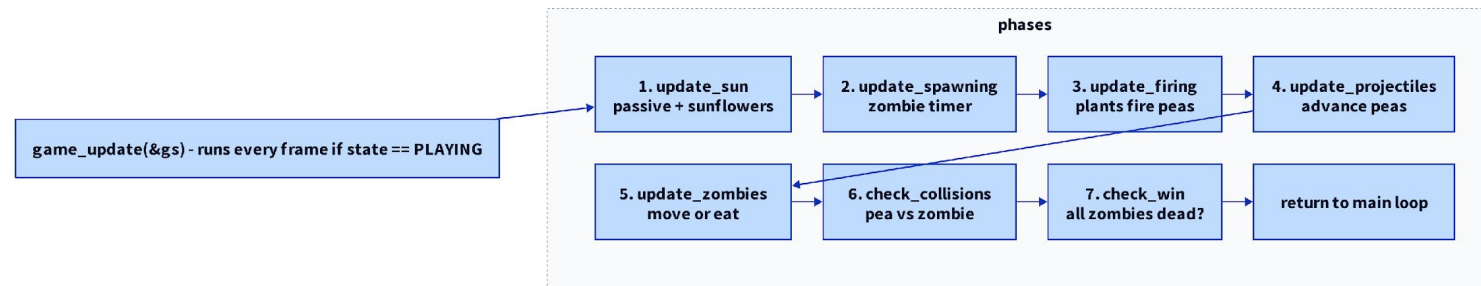 phases
1. update_sun
passive + sunflowers
2. update_spawning
zombie timer
3. update_firing
plants fire peas
4. update_projectiles
advance peas
game_update(&gs) - runs every frame if state == PLAYING
5. update_zombies
move or eat
6. check_collisions
pea vs zombie
7. check_win
all zombies dead?
return to main loop